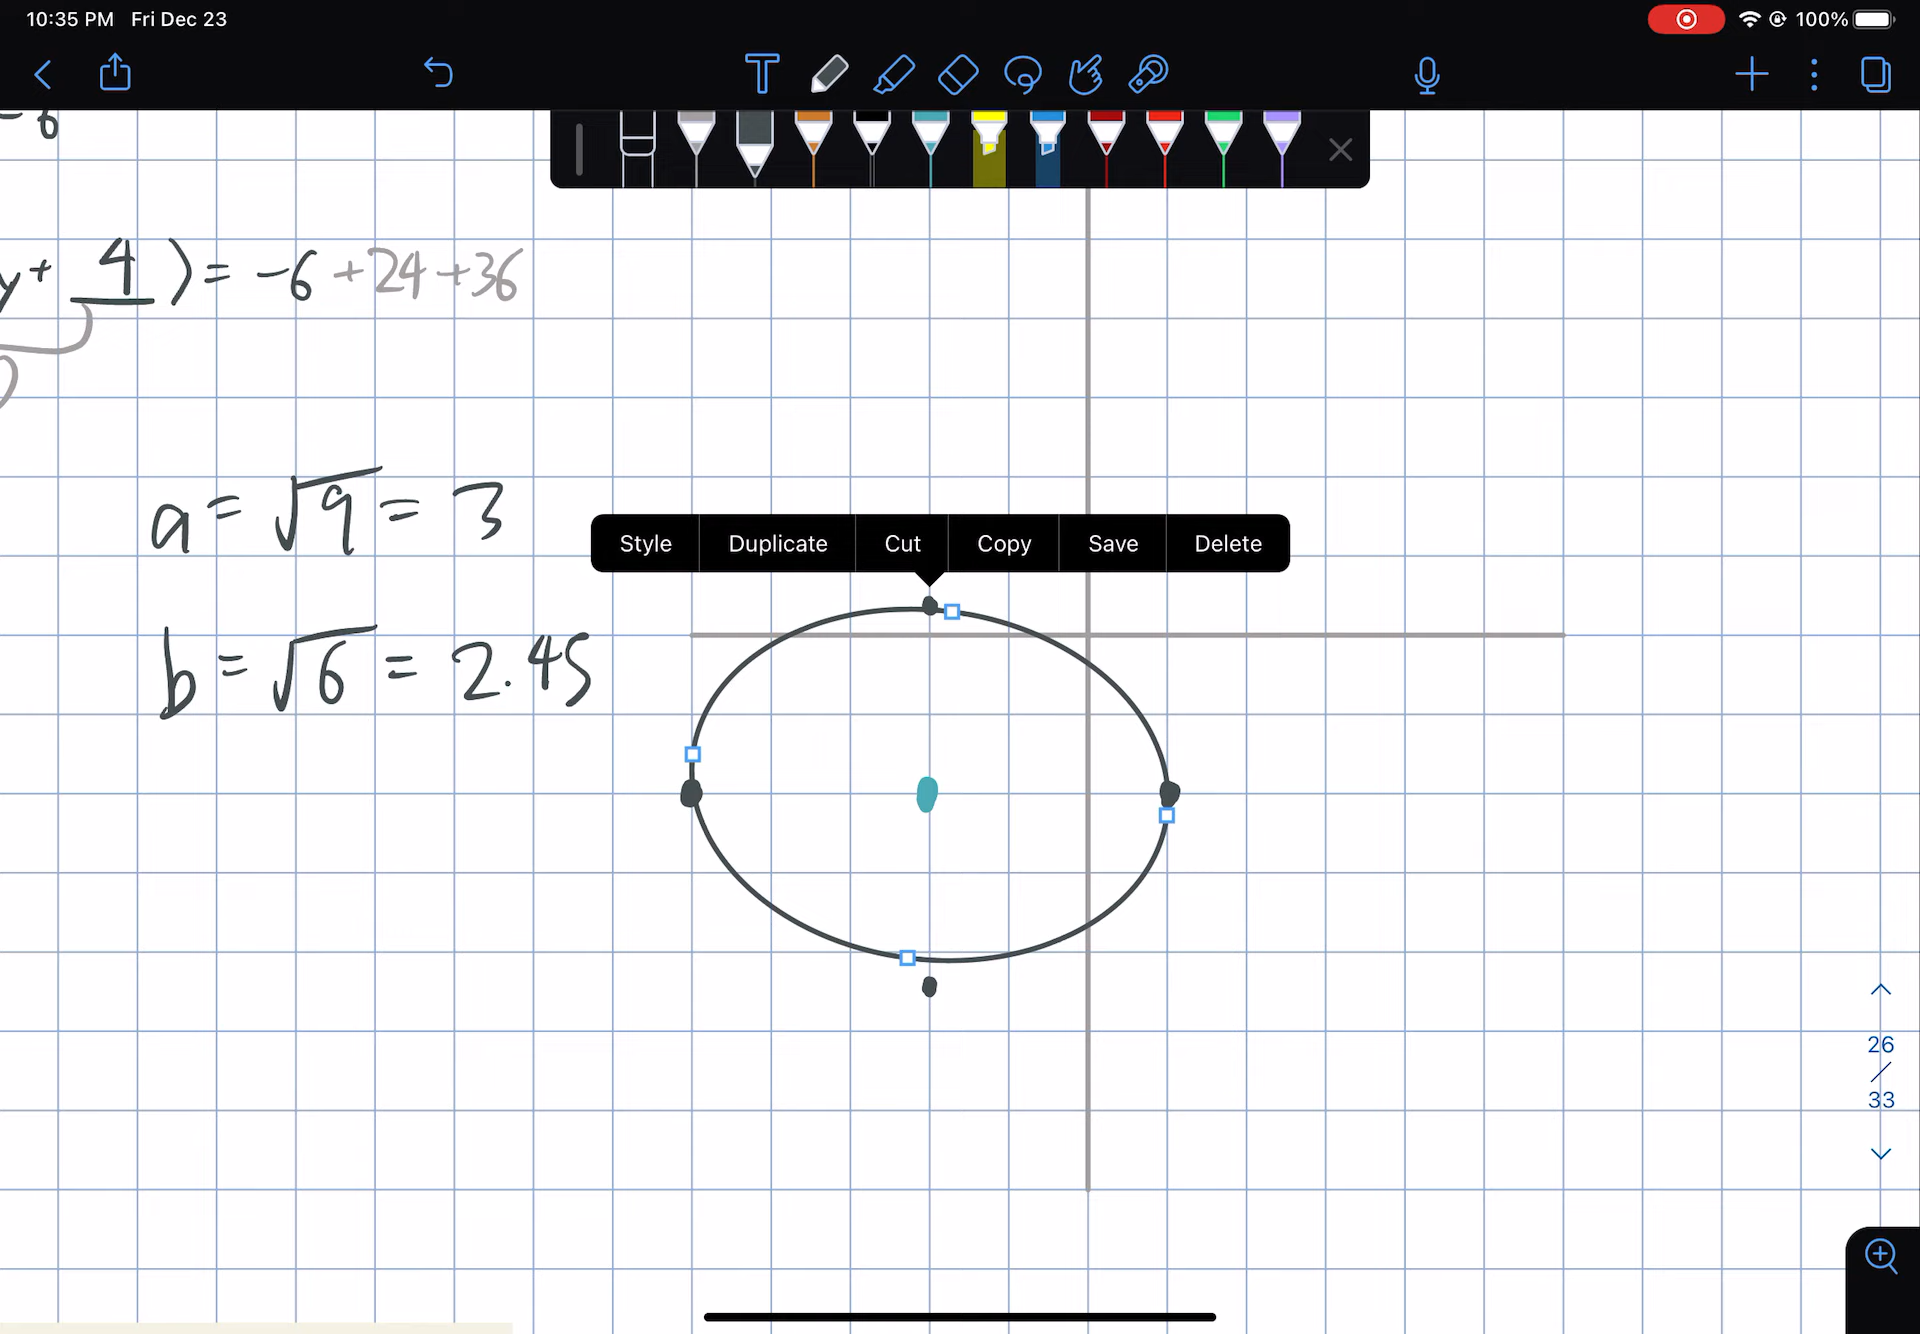 10:35 PM Fri Dec 23 100%
- 6
y + 4 ) = -6 +24 +36
a = √9 = 3
Style Duplicate Cut Copy Save Delete
b = √6 = 2.45
26
/
33